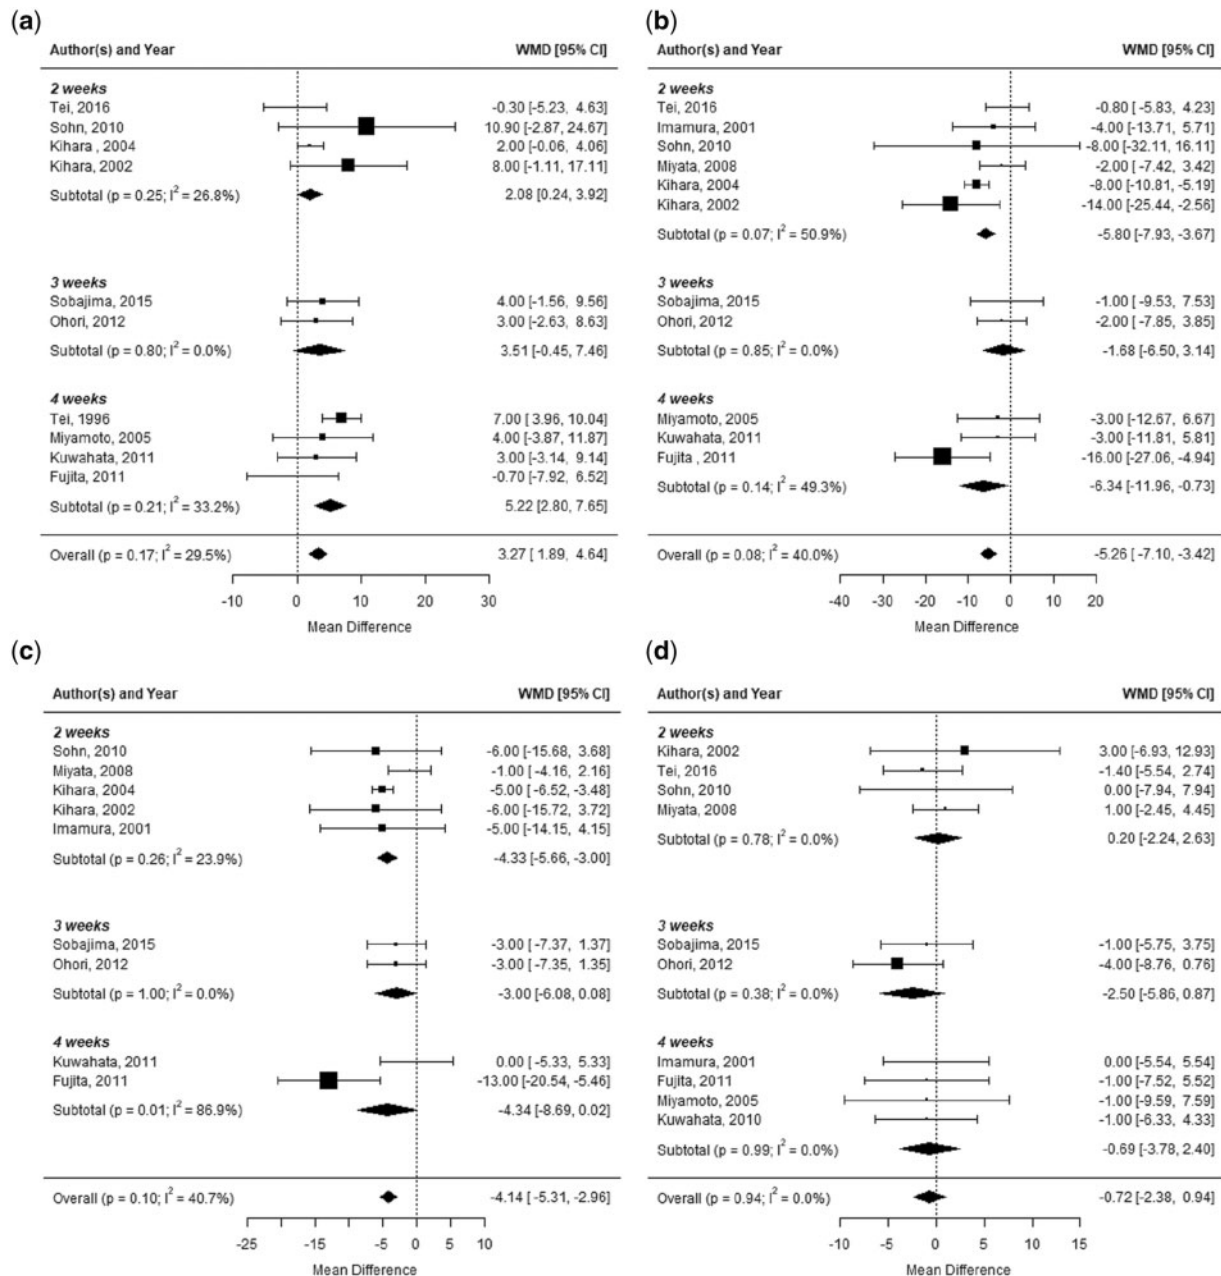 (a)
Author(s) and Year WMD [95% CI]
2 weeks
Tei, 2016 -0.30 [-5.23, 4.63]
Sohn, 2010 10.90 [-2.87, 24.67]
Kihara , 2004 2.00 [-0.06, 4.06]
Kihara, 2002 8.00 [-1.11, 17.11]
Subtotal (p = 0.25; I² = 26.8%) 2.08 [0.24, 3.92]
3 weeks
Sobajima, 2015 4.00 [-1.56, 9.56]
Ohori, 2012 3.00 [-2.63, 8.63]
Subtotal (p = 0.80; I² = 0.0%) 3.51 [-0.45, 7.46]
4 weeks
Tei, 1996 7.00 [ 3.96, 10.04]
Miyamoto, 2005 4.00 [-3.87, 11.87]
Kuwahata, 2011 3.00 [-3.14, 9.14]
Fujita, 2011 -0.70 [-7.92, 6.52]
Subtotal (p = 0.21; I² = 33.2%) 5.22 [2.80, 7.65]
Overall (p = 0.17; I² = 29.5%) 3.27 [ 1.89, 4.64]
-10 0 10 20 30
Mean Difference
(b)
Author(s) and Year WMD [95% CI]
2 weeks
Tei, 2016 -0.80 [-5.83, 4.23]
Imamura, 2001 -4.00 [-13.71, 5.71]
Sohn, 2010 -8.00 [-32.11, 16.11]
Miyata, 2008 -2.00 [-7.42, 3.42]
Kihara, 2004 -8.00 [-10.81, -5.19]
Kihara, 2002 -14.00 [-25.44, -2.56]
Subtotal (p = 0.07; I² = 50.9%) -5.80 [-7.93, -3.67]
3 weeks
Sobajima, 2015 -1.00 [-9.53, 7.53]
Ohori, 2012 -2.00 [-7.85, 3.85]
Subtotal (p = 0.85; I² = 0.0%) -1.68 [-6.50, 3.14]
4 weeks
Miyamoto, 2005 -3.00 [-12.67, 6.67]
Kuwahata, 2011 -3.00 [-11.81, 5.81]
Fujita , 2011 -16.00 [-27.06, -4.94]
Subtotal (p = 0.14; I² = 49.3%) -6.34 [-11.96, -0.73]
Overall (p = 0.08; I² = 40.0%) -5.26 [-7.10, -3.42]
-40 -30 -20 -10 0 10 20
Mean Difference
(c)
Author(s) and Year WMD [95% CI]
2 weeks
Sohn, 2010 -6.00 [-15.68, 3.68]
Miyata, 2008 -1.00 [-4.16, 2.16]
Kihara, 2004 -5.00 [-6.52, -3.48]
Kihara, 2002 -6.00 [-15.72, 3.72]
Imamura, 2001 -5.00 [-14.15, 4.15]
Subtotal (p = 0.26; I² = 23.9%) -4.33 [-5.66, -3.00]
3 weeks
Sobajima, 2015 -3.00 [-7.37, 1.37]
Ohori, 2012 -3.00 [-7.35, 1.35]
Subtotal (p = 1.00; I² = 0.0%) -3.00 [-6.08, 0.08]
4 weeks
Kuwahata, 2011 0.00 [-5.33, 5.33]
Fujita, 2011 -13.00 [-20.54, -5.46]
Subtotal (p = 0.01; I² = 86.9%) -4.34 [-8.69, 0.02]
Overall (p = 0.10; I² = 40.7%) -4.14 [-5.31, -2.96]
-25 -15 -5 0 5 10
Mean Difference
(d)
Author(s) and Year WMD [95% CI]
2 weeks
Kihara, 2002 3.00 [-6.93, 12.93]
Tei, 2016 -1.40 [-5.54, 2.74]
Sohn, 2010 0.00 [-7.94, 7.94]
Miyata, 2008 1.00 [-2.45, 4.45]
Subtotal (p = 0.78; I² = 0.0%) 0.20 [-2.24, 2.63]
3 weeks
Sobajima, 2015 -1.00 [-5.75, 3.75]
Ohori, 2012 -4.00 [-8.76, 0.76]
Subtotal (p = 0.38; I² = 0.0%) -2.50 [-5.86, 0.87]
4 weeks
Imamura, 2001 0.00 [-5.54, 5.54]
Fujita, 2011 -1.00 [-7.52, 5.52]
Miyamoto, 2005 -1.00 [-9.59, 7.59]
Kuwahata, 2010 -1.00 [-6.33, 4.33]
Subtotal (p = 0.99; I² = 0.0%) -0.69 [-3.78, 2.40]
Overall (p = 0.94; I² = 0.0%) -0.72 [-2.38, 0.94]
-10 -5 0 5 10 15
Mean Difference